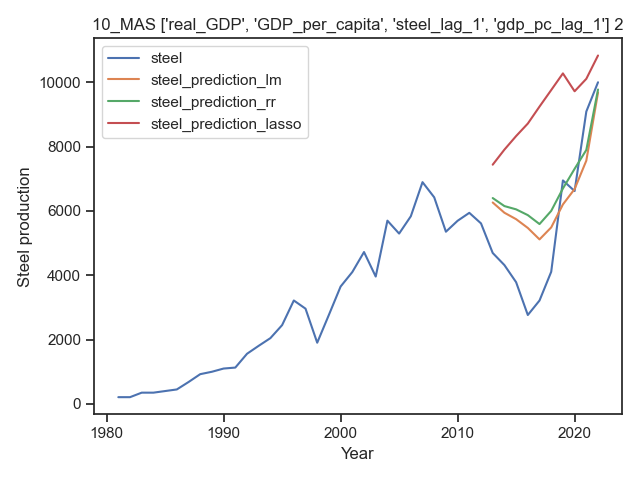 10_MAS ['real_GDP', 'GDP_per_capita', 'steel_lag_1', 'gdp_pc_lag_1'] 2
steel
steel_prediction_lm
steel_prediction_rr
steel_prediction_lasso
Steel production
10000
8000
6000
4000
2000
0
1980
1990
2000
2010
2020
Year